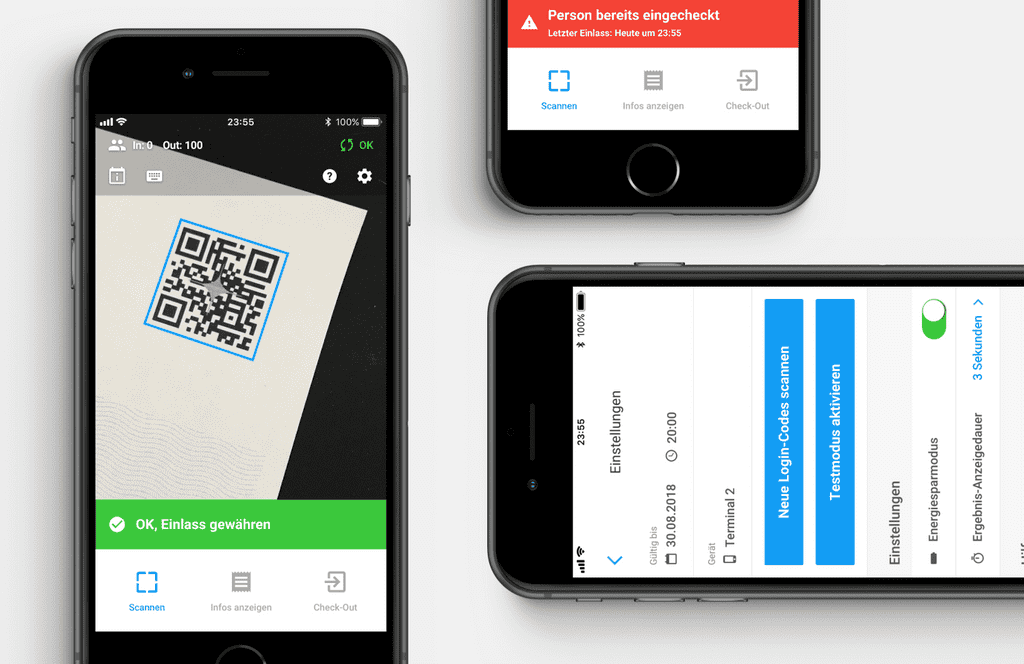 23:55
100%
In: 0 Out: 100
OK
OK, Einlass gewähren
Scannen
Infos anzeigen
Check-Out
Person bereits eingecheckt
Letzter Einlass: Heute um 23:55
Scannen
Infos anzeigen
Check-Out
23:55
100%
Einstellungen
Gültig bis
30.08.2018
20:00
Gerät
Terminal 2
Neue Login-Codes scannen
Testmodus aktivieren
Einstellungen
Energiesparmodus
Ergebnis-Anzeigedauer
3 Sekunden